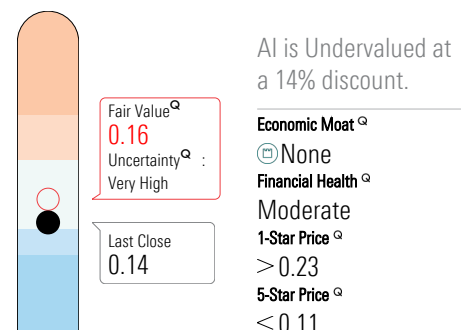 AI is Undervalued at
a 14% discount.
Fair Value Q
0.16
Uncertainty Q :
Very High
Last Close
0.14
Economic Moat Q
None
Financial Health Q
Moderate
1-Star Price Q
>0.23
5-Star Price Q
<0.11